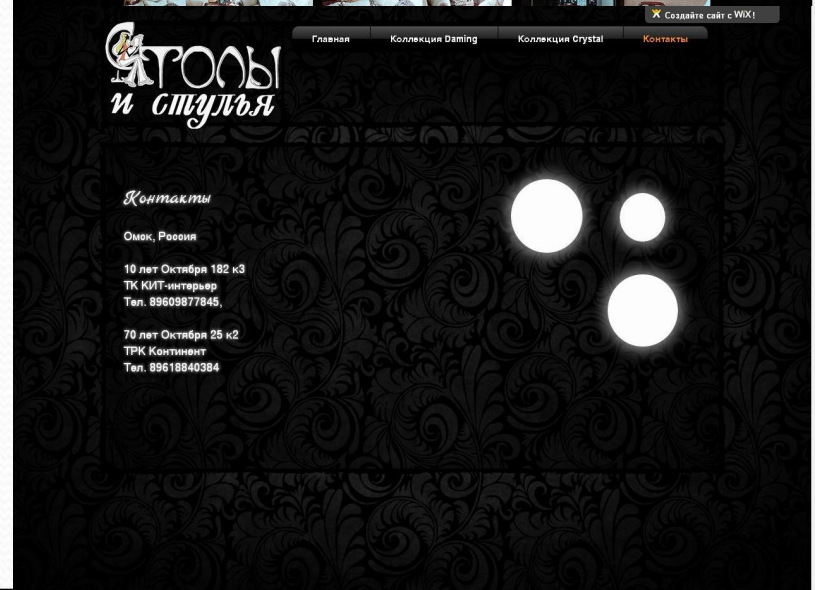 Создайте сайт с WiX!
Столы
и стулья
Главная
Коллекция Daming
Коллекция Crystal
Контакты
Контакты
Омск, Россия
10 лет Октября 182 к3
ТК КИТ-интерьер
Тел. 89609877845,
70 лет Октября 25 к2
ТРК Континент
Тел. 89618840384